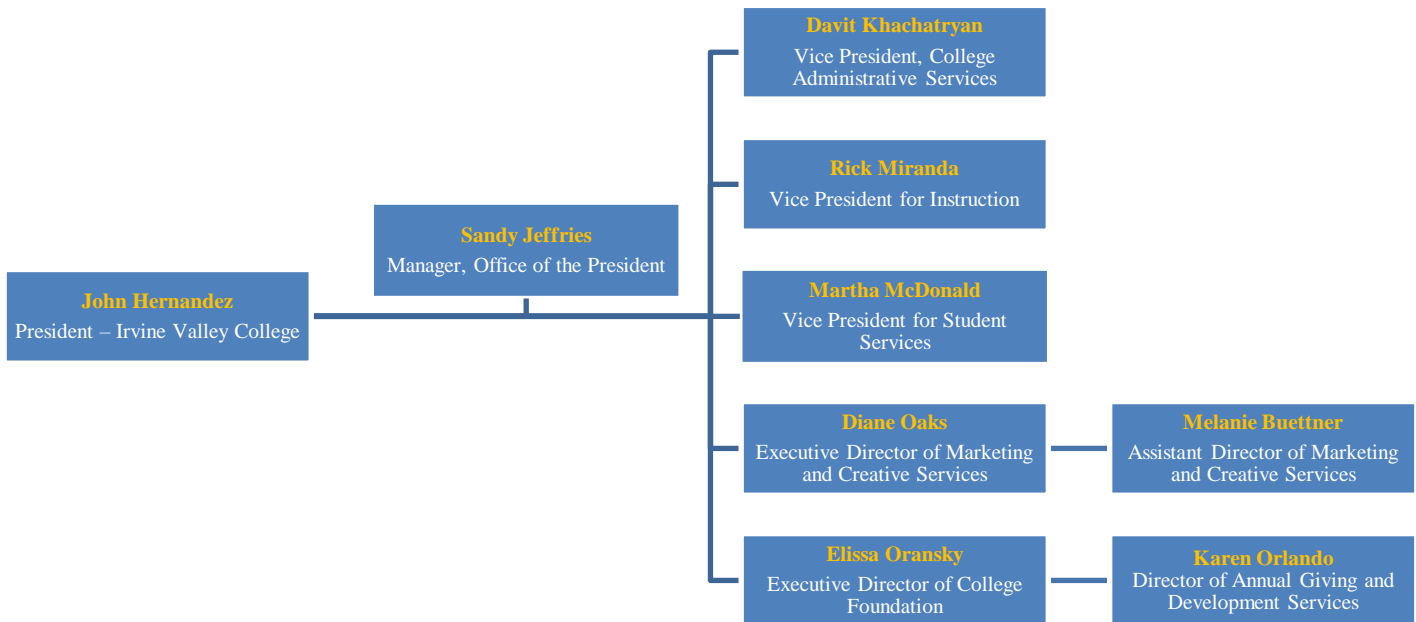 Davit Khachatryan
Vice President, College
Administrative Services
Rick Miranda
Vice President for Instruction
Sandy Jeffries
Manager, Office of the President
John Hernandez
President – Irvine Valley College
Martha McDonald
Vice President for Student
Services
Diane Oaks
Executive Director of Marketing
and Creative Services
Melanie Buettner
Assistant Director of Marketing
and Creative Services
Elissa Oransky
Executive Director of College
Foundation
Karen Orlando
Director of Annual Giving and
Development Services